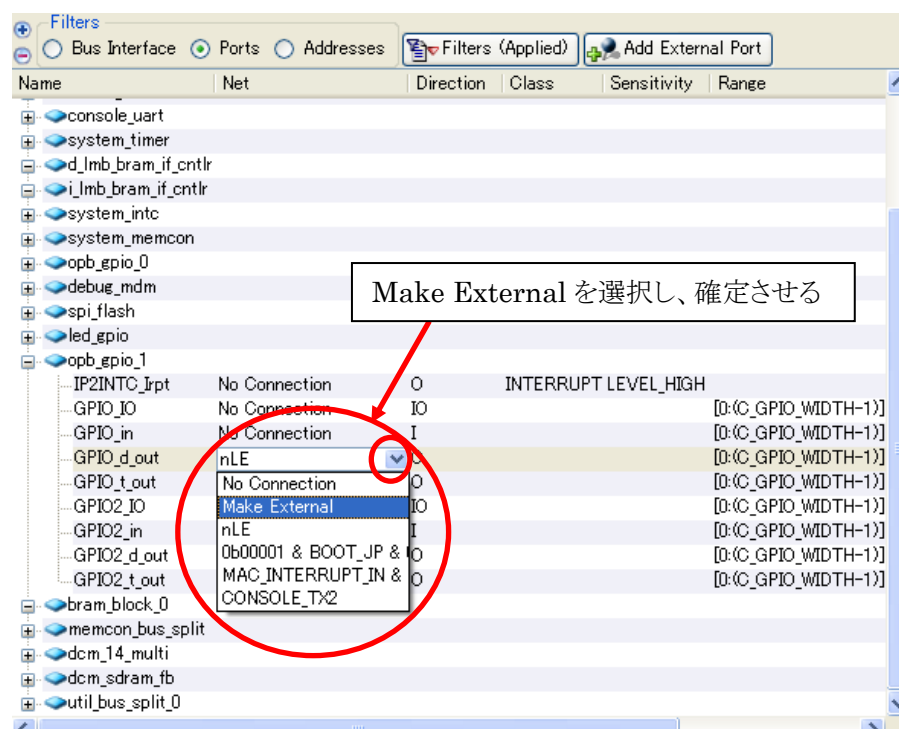 Filters
Bus Interface Ports Addresses Filters (Applied) Add External Port
Name Net Direction Class Sensitivity Range
console_uart
system_timer
d_lmb_bram_if_cntlr
i_lmb_bram_if_cntlr
system_intc
system_memcon
opb_gpio_0
debug_mdm
Make External を選択し、確定させる
spi_flash
led_gpio
opb_gpio_1
IP2INTC_Irpt No Connection O INTERRUPT LEVEL_HIGH
GPIO_IO No Connection IO [0:(C_GPIO_WIDTH-1)]
GPIO_in No Connection I [0:(C_GPIO_WIDTH-1)]
GPIO_d_out nLE O [0:(C_GPIO_WIDTH-1)]
GPIO_t_out No Connection O [0:(C_GPIO_WIDTH-1)]
GPIO2_IO Make External IO [0:(C_GPIO_WIDTH-1)]
GPIO2_in nLE I [0:(C_GPIO_WIDTH-1)]
GPIO2_d_out 0b00001 & BOOT_JP & O [0:(C_GPIO_WIDTH-1)]
GPIO2_t_out MAC_INTERRUPT_IN & O [0:(C_GPIO_WIDTH-1)]
CONSOLE_TX2
bram_block_0
memcon_bus_split
dcm_14_multi
dcm_sdram_fb
util_bus_split_0